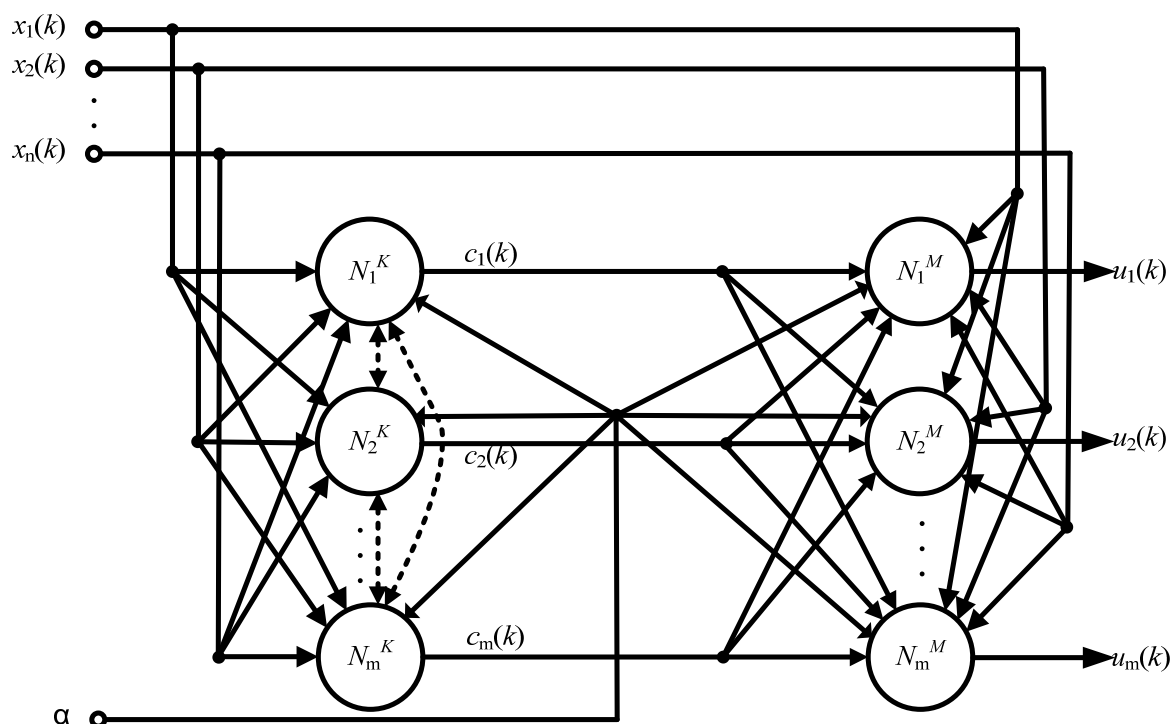 x₁(k)
x₂(k)
xₙ(k)
N₁ᴷ
c₁(k)
N₁ᴹ
u₁(k)
N₂ᴷ
c₂(k)
N₂ᴹ
u₂(k)
Nₘᴷ
cₘ(k)
Nₘᴹ
uₘ(k)
α